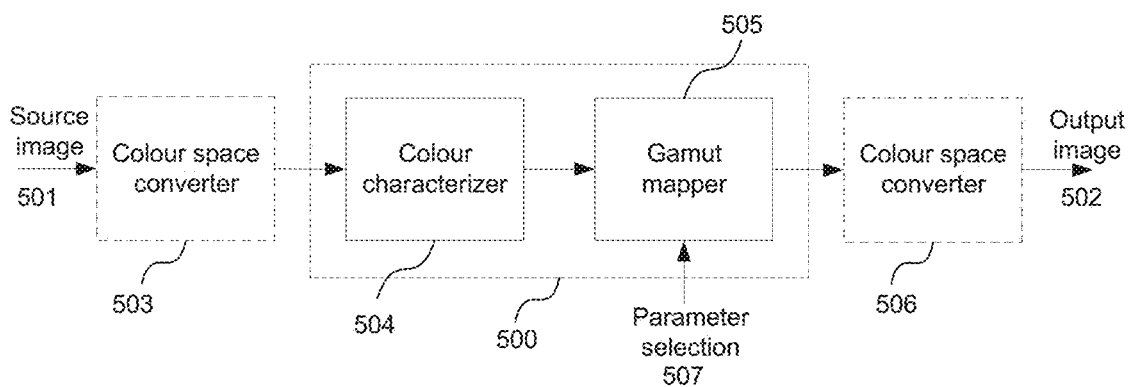 505
Source
image
501
Colour space
converter
Colour
characterizer
Gamut
mapper
Colour space
converter
Output
image
502
503
504
500
Parameter
selection
507
506